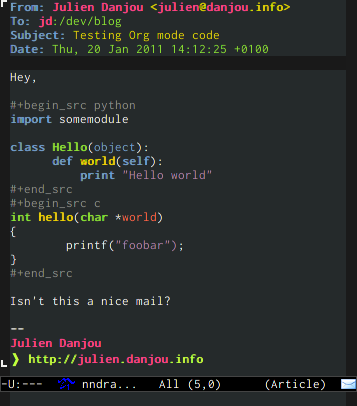 From: Julien Danjou <julien@danjou.info>
To: jd:/dev/blog
Subject: Testing Org mode code
Date: Thu, 20 Jan 2011 14:12:25 +0100
Hey,
#+begin_src python
import somemodule
class Hello(object):
def world(self):
print "Hello world"
#+end_src
#+begin_src c
int hello(char *world)
{
printf("foobar");
}
#+end_src
Isn't this a nice mail?
--
Julien Danjou
❱ http://julien.danjou.info
-U:--- nndra... All (5,0) (Article)